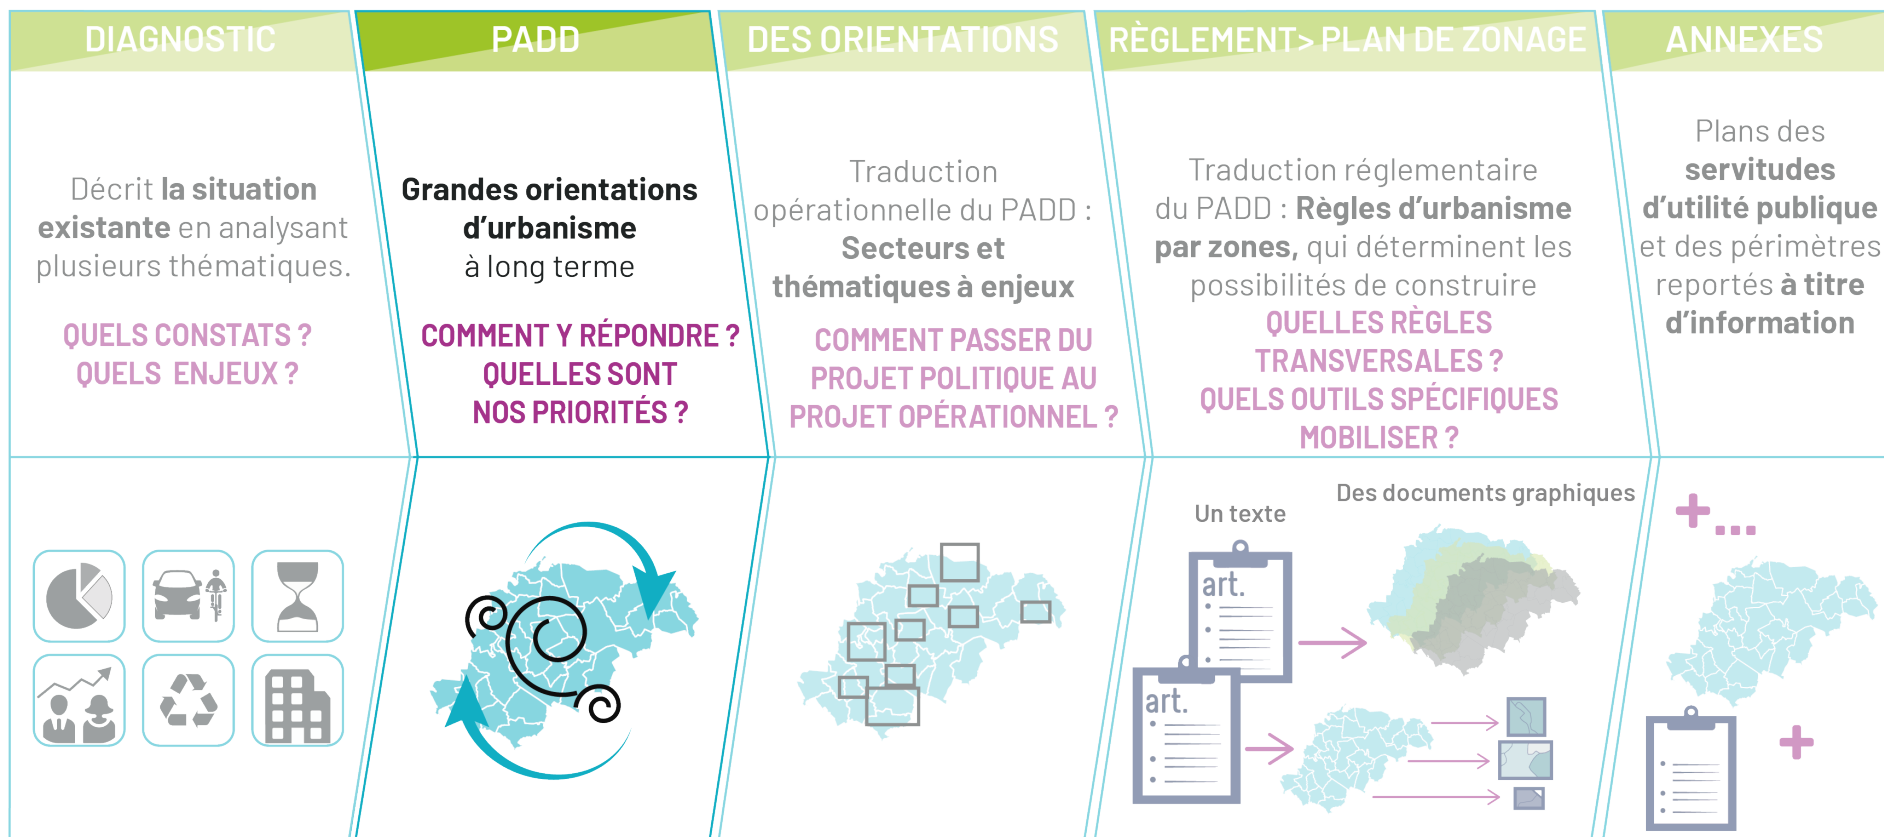 DIAGNOSTIC
Décrit la situation
existante en analysant
plusieurs thématiques.
QUELS CONSTATS ?
QUELS ENJEUX ?
PADD
Grandes orientations
d'urbanisme
à long terme
COMMENT Y RÉPONDRE ?
QUELLES SONT
NOS PRIORITÉS ?
DES ORIENTATIONS
Traduction
opérationnelle du PADD :
Secteurs et
thématiques à enjeux
COMMENT PASSER DU
PROJET POLITIQUE AU
PROJET OPÉRATIONNEL ?
RÈGLEMENT> PLAN DE ZONAGE
Traduction réglementaire
du PADD : Règles d'urbanisme
par zones, qui déterminent les
possibilités de construire
QUELLES RÈGLES
TRANSVERSALES ?
QUELS OUTILS SPÉCIFIQUES
MOBILISER ?
Un texte
Des documents graphiques
art.
art.
ANNEXES
Plans des
servitudes
d'utilité publique
et des périmètres
reportés à titre
d'information
+...
+